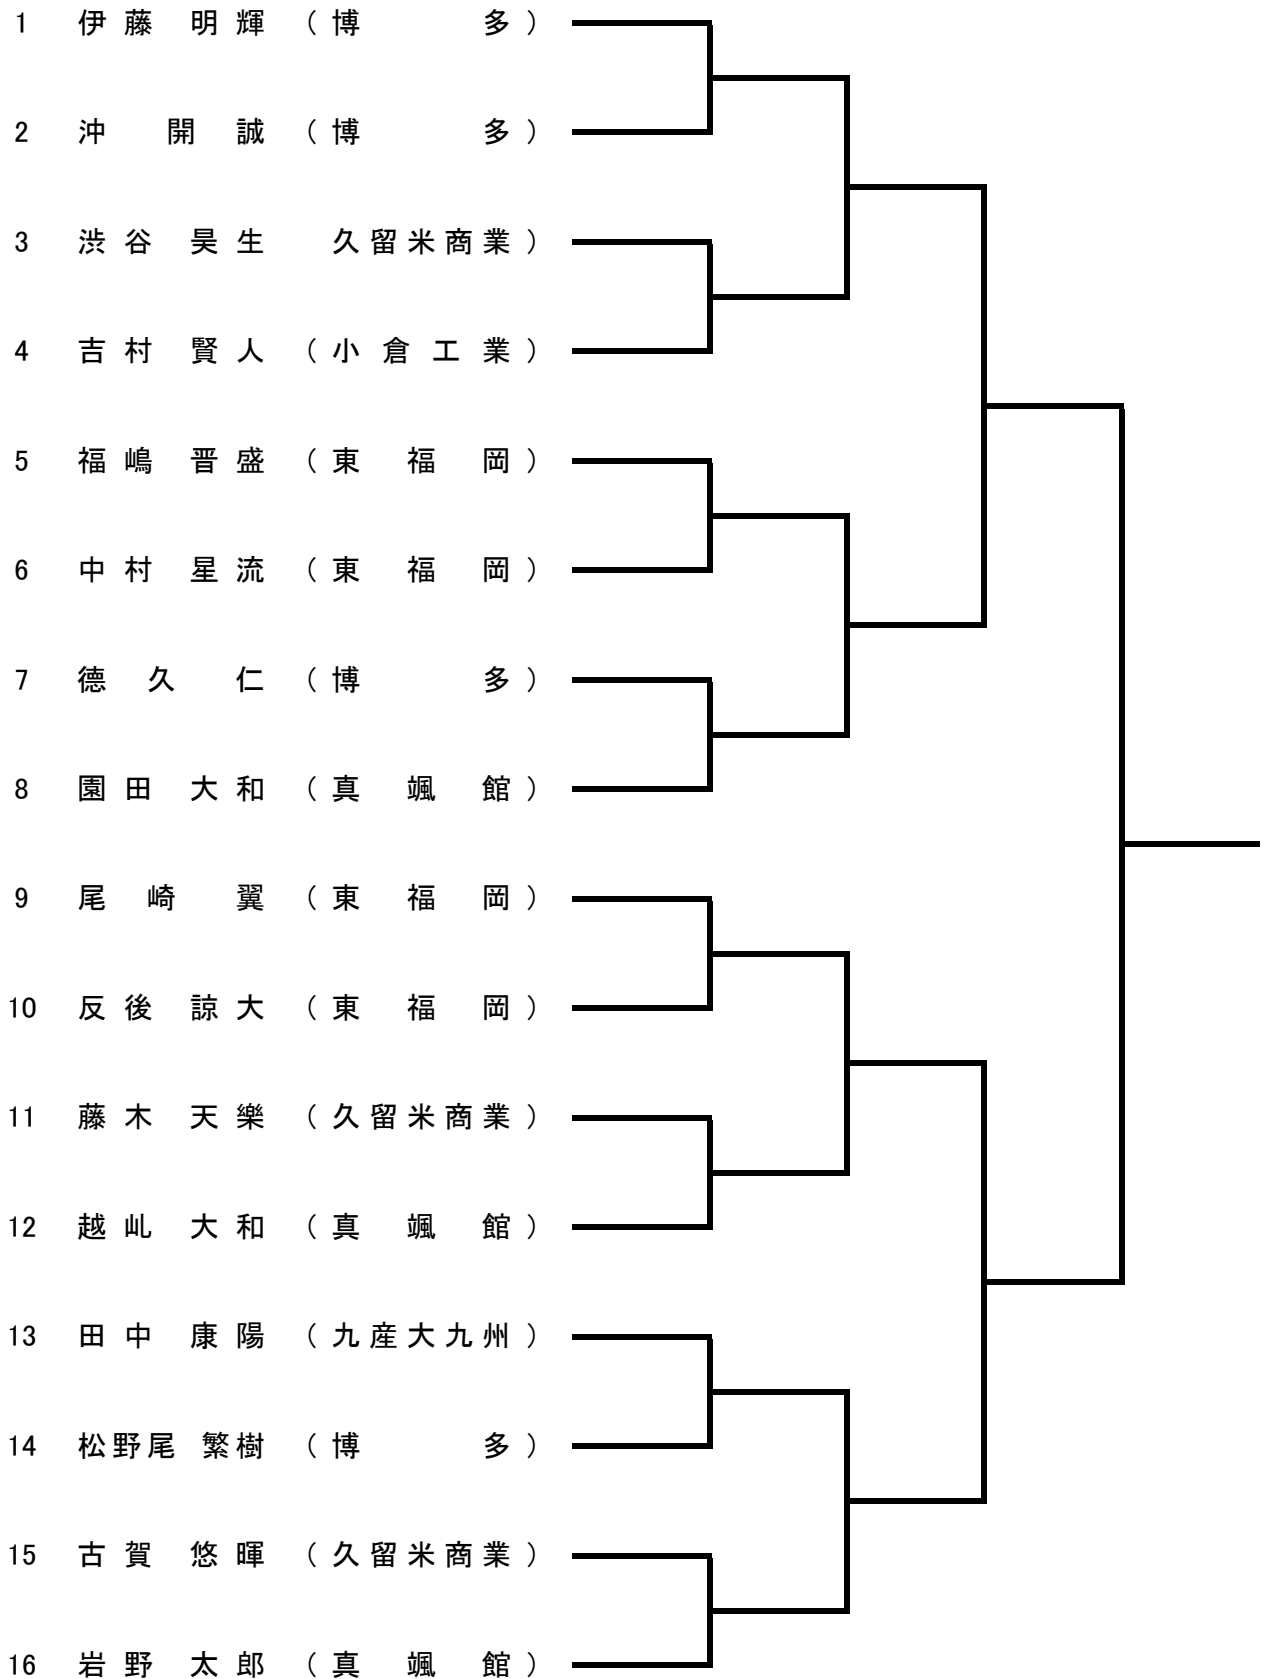 1 伊藤 明輝 (博多)
2 沖 開誠 (博多)
3 渋谷 昊生 久留米商業)
4 吉村 賢人 (小倉工業)
5 福嶋 晋盛 (東福岡)
6 中村 星流 (東福岡)
7 德久 仁 (博多)
8 園田 大和 (真颯館)
9 尾崎 翼 (東福岡)
10 反後 諒大 (東福岡)
11 藤木 天樂 (久留米商業)
12 越乢 大和 (真颯館)
13 田中 康陽 (九産大九州)
14 松野尾 繁樹 (博多)
15 古賀 悠暉 (久留米商業)
16 岩野 太郎 (真颯館)